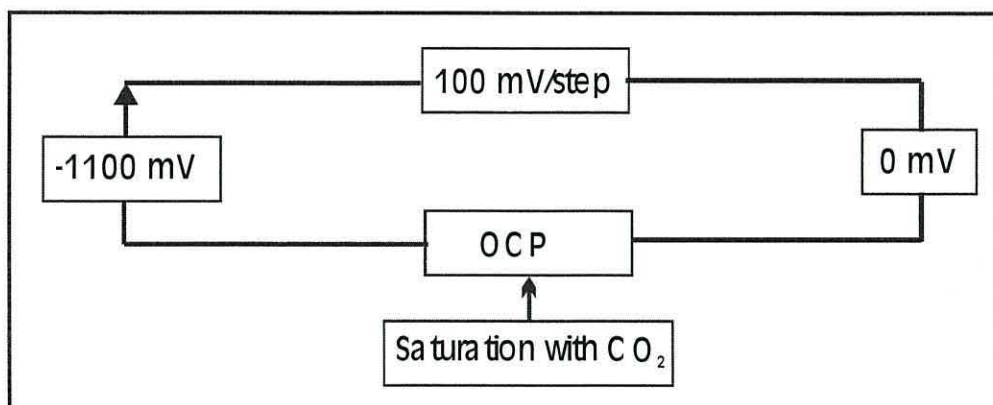 100 mV/step
-1100 mV
0 mV
OCP
Saturation with CO₂